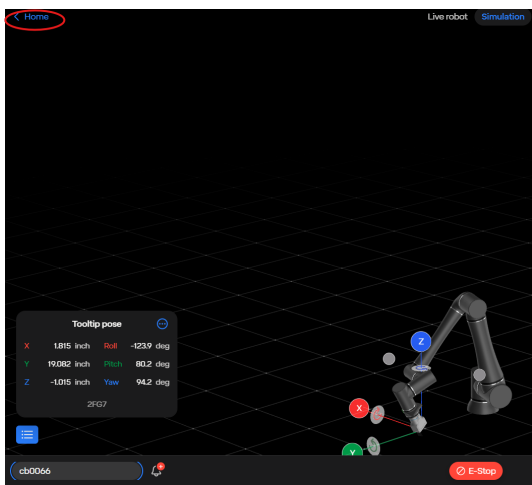 Home
Live robot Simulation
Tooltip pose
X 1.815 inch Roll -123.9 deg
Y 19.082 inch Pitch 80.2 deg
Z -1.015 inch Yaw 94.2 deg
2FG7
Z
X
Y
cb0066
E-Stop